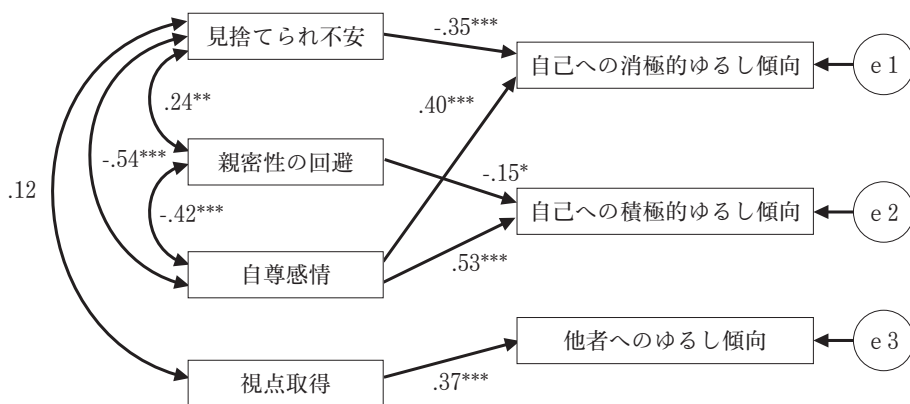 見捨てられ不安
-.35***
自己への消極的ゆるし傾向
e 1
.24**
.40***
親密性の回避
-.54***
-.15*
.12
自己への積極的ゆるし傾向
e 2
-.42***
自尊感情
.53***
他者へのゆるし傾向
e 3
視点取得
.37***